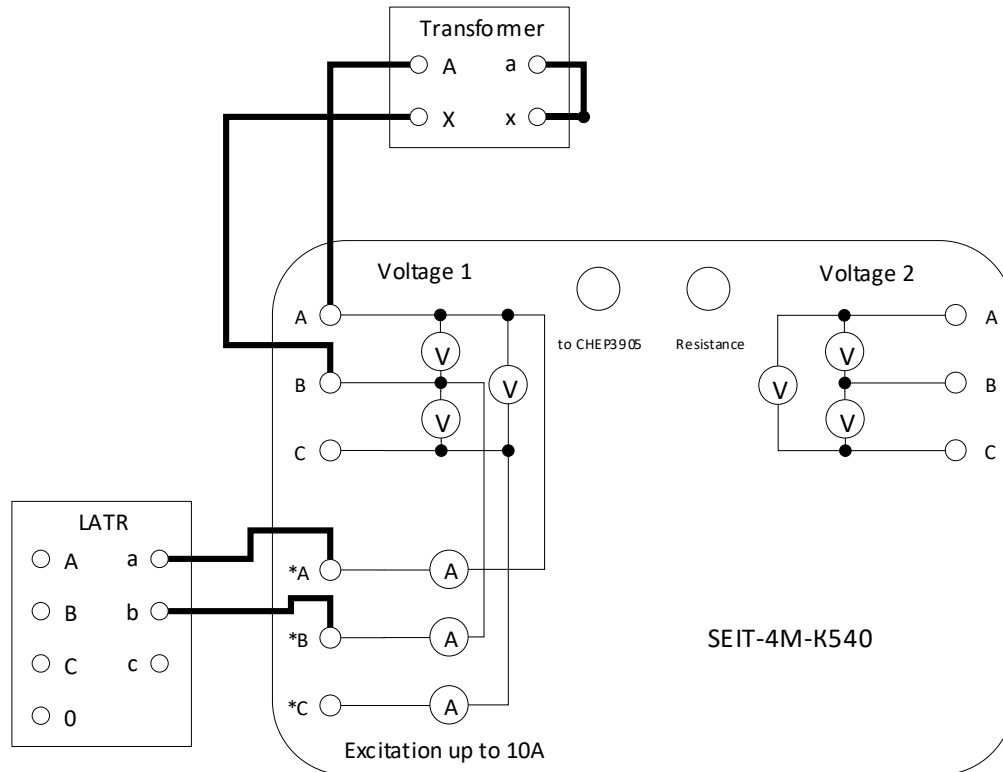 Transformer
A a
X x
Voltage 1
Voltage 2
A
B
C
V
V
V
to CHEP3905
Resistance
V
V
V
A
B
C
LATR
A a
B b
C c
0
*A A
*B A
*C A
SEIT-4M-K540
Excitation up to 10A